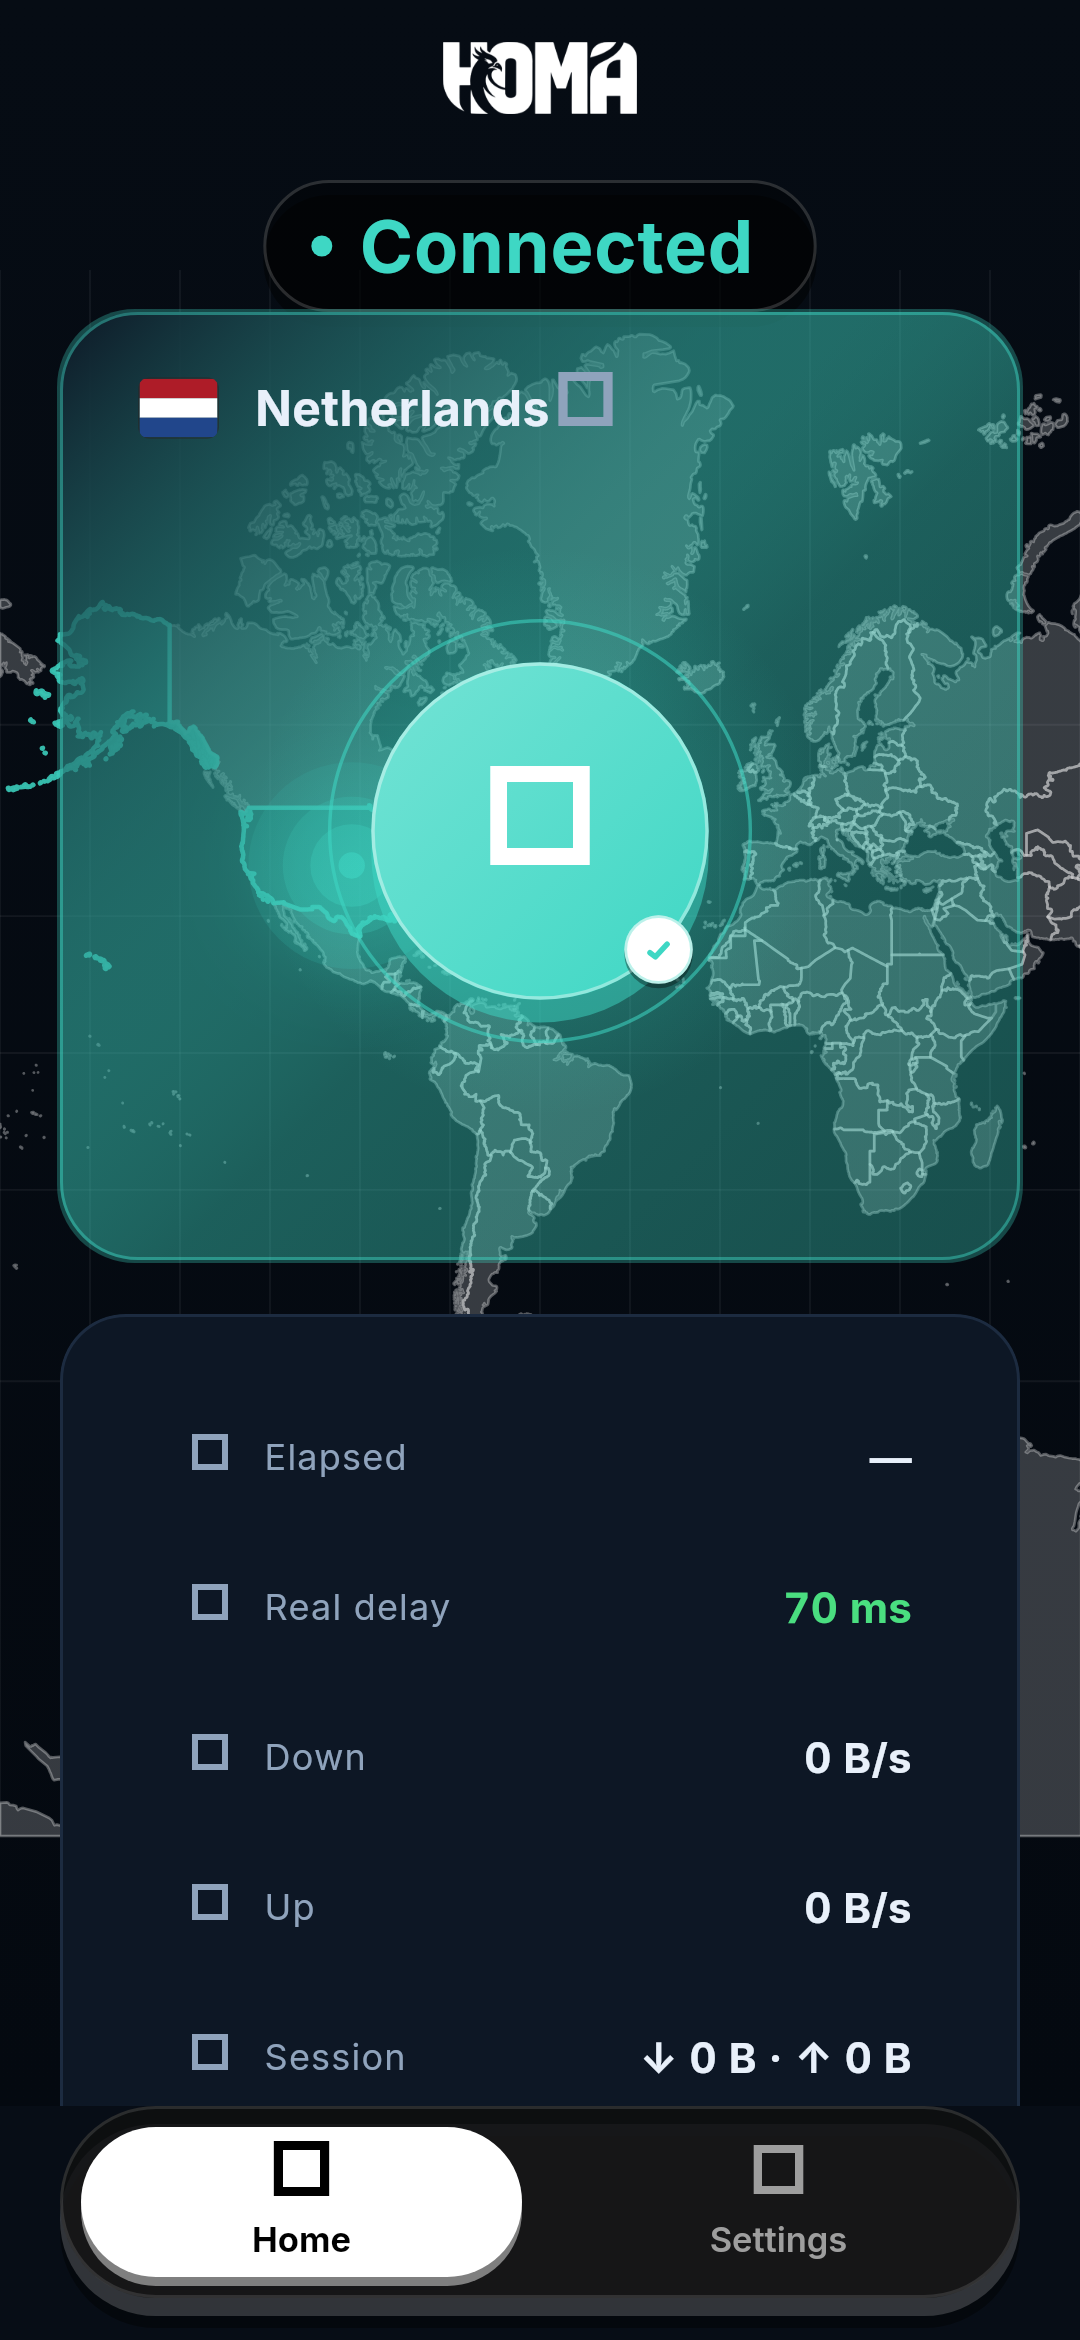 HOMA
• Connected
Netherlands
Elapsed —
Real delay 70 ms
Down 0 B/s
Up 0 B/s
Session ↓ 0 B · ↑ 0 B
Home Settings